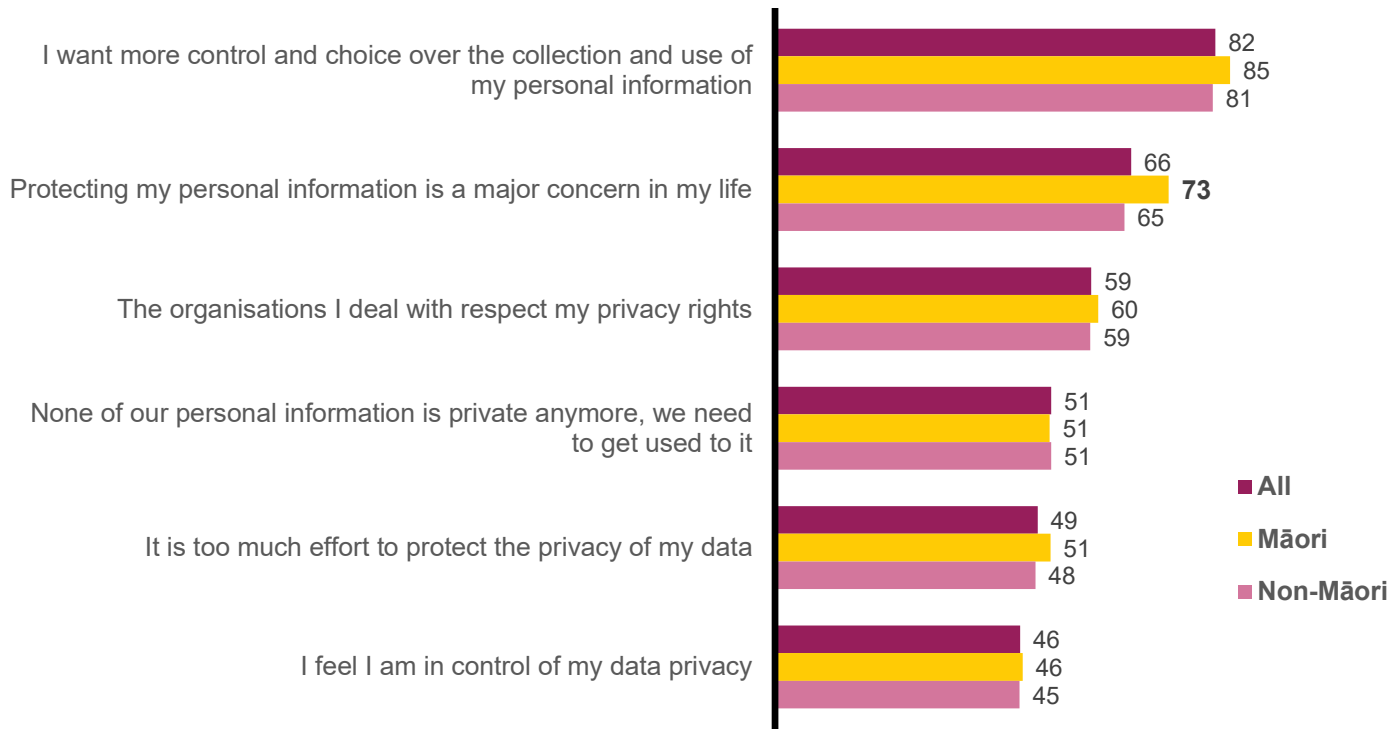 I want more control and choice over the collection and use of
my personal information
82
85
81
Protecting my personal information is a major concern in my life
66
73
65
The organisations I deal with respect my privacy rights
59
60
59
None of our personal information is private anymore, we need
to get used to it
51
51
51
It is too much effort to protect the privacy of my data
49
51
48
I feel I am in control of my data privacy
46
46
45
All
Māori
Non-Māori